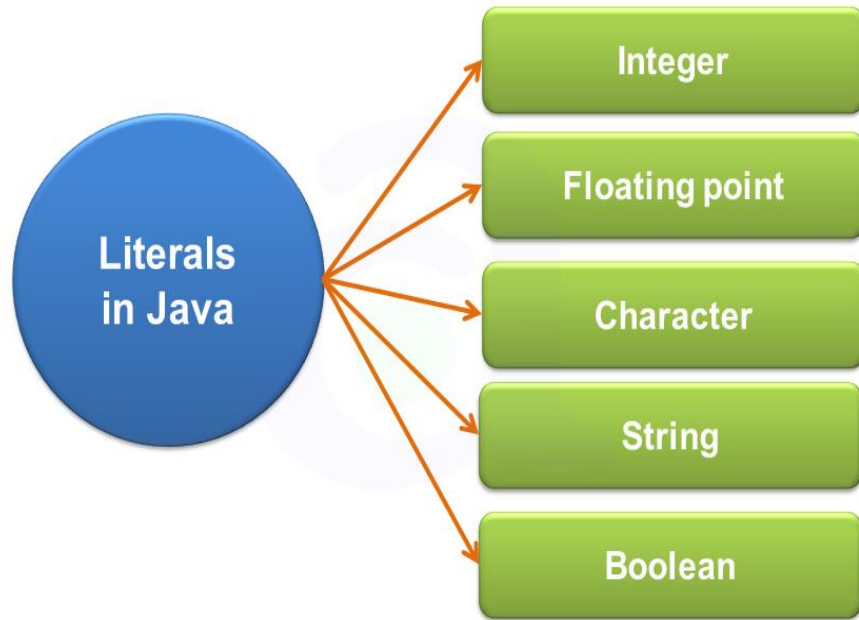 Literals
in Java
Integer
Floating point
Character
String
Boolean